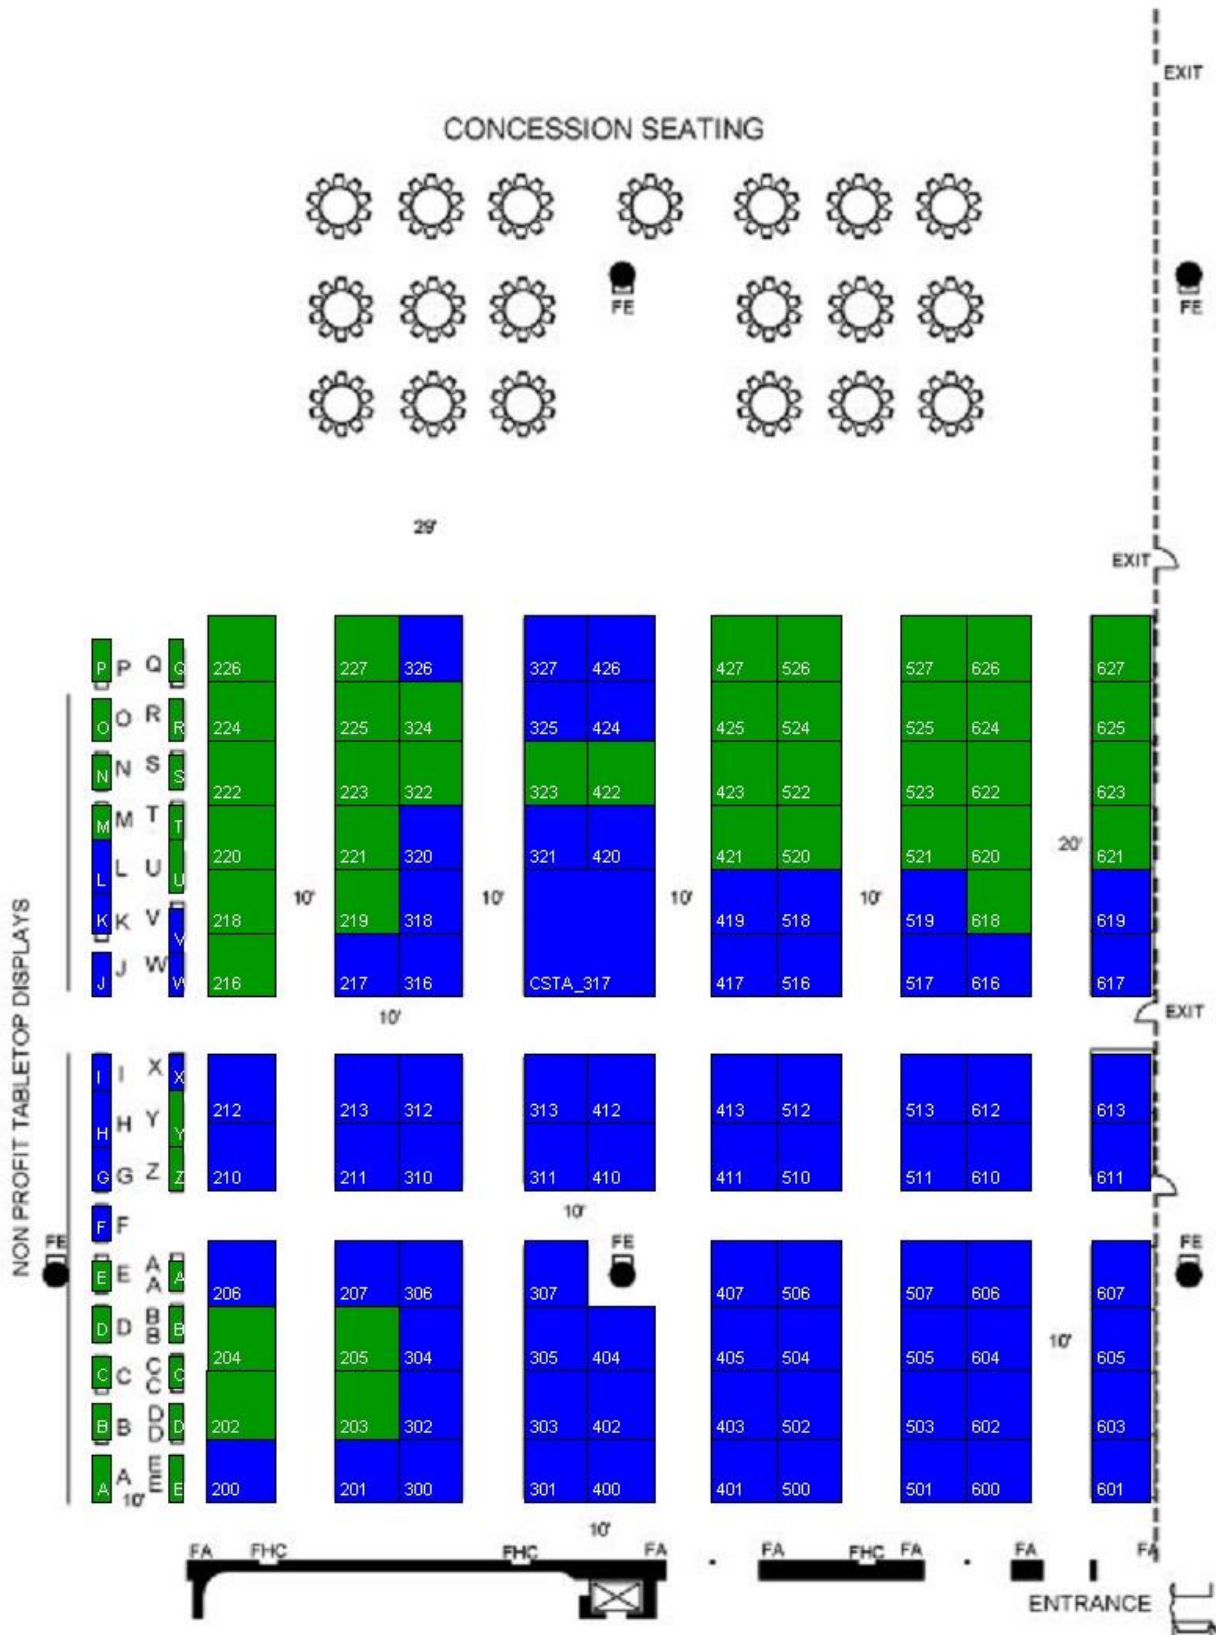 EXIT
CONCESSION SEATING
FE FE
29'
EXIT
P P Q Q 226 227 326 327 426 427 526 527 626 627
O O R R 224 225 324 325 424 425 524 525 624 625
N N S S 222 223 322 323 422 423 522 523 622 623
M M T T 220 221 320 321 420 421 520 521 620 20' 621
L L U U
K K V V 218 10' 219 318 10' 10' 419 518 10' 519 618 619
J J W W 216 217 316 CSTA_317 417 516 517 616 617
NON PROFIT TABLETOP DISPLAYS
10' EXIT
I I X X 212 213 312 313 412 413 512 513 612 613
H H Y Y
G G Z Z 210 211 310 311 410 411 510 511 610 611
F F 10'
FE FE FE
E E A A A 206 207 306 307 407 506 507 606 607
D D B B B 204 205 304 305 404 405 504 505 604 10' 605
C C C C C 202 203 302 303 402 403 502 503 602 603
B B D D D
A A E E E 200 201 300 301 400 401 500 501 600 601
10'
10'
FA FHC FHC FA FA FHC FA FA FA
ENTRANCE